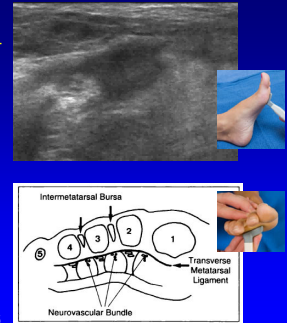 Intermetatarsal Bursa
1
2
3
4
5
Transverse
Metatarsal
Ligament
Neurovascular Bundle